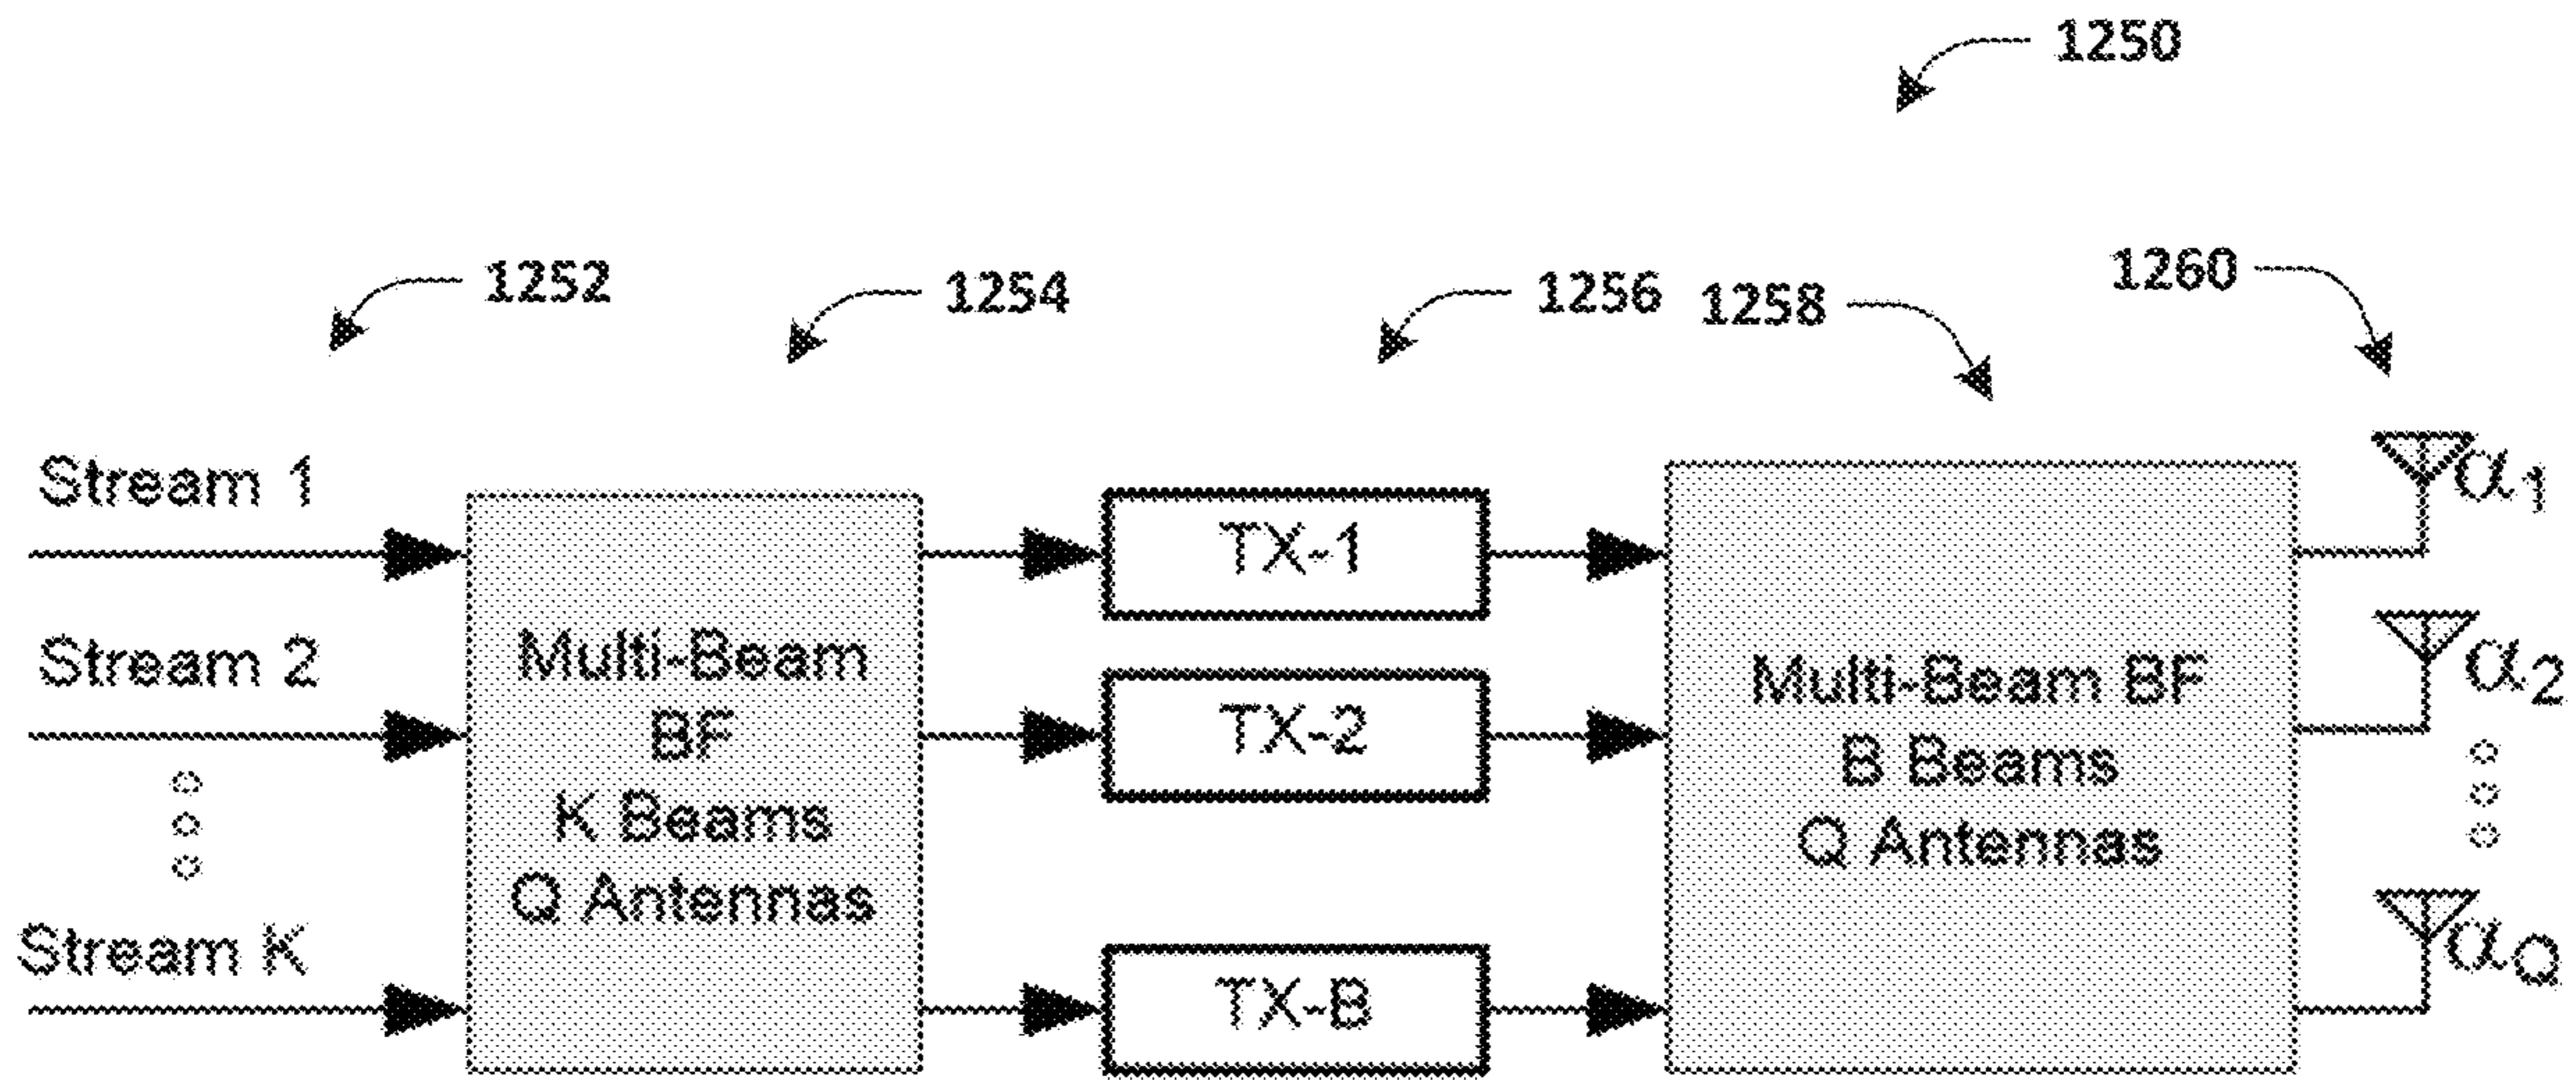 1250
1252
1254
1256
1258
1260
Stream 1
Stream 2
Stream K
Multi-Beam
BF
K Beams
Q Antennas
TX-1
TX-2
TX-B
Multi-Beam BF
B Beams
Q Antennas
α1
α2
αQ